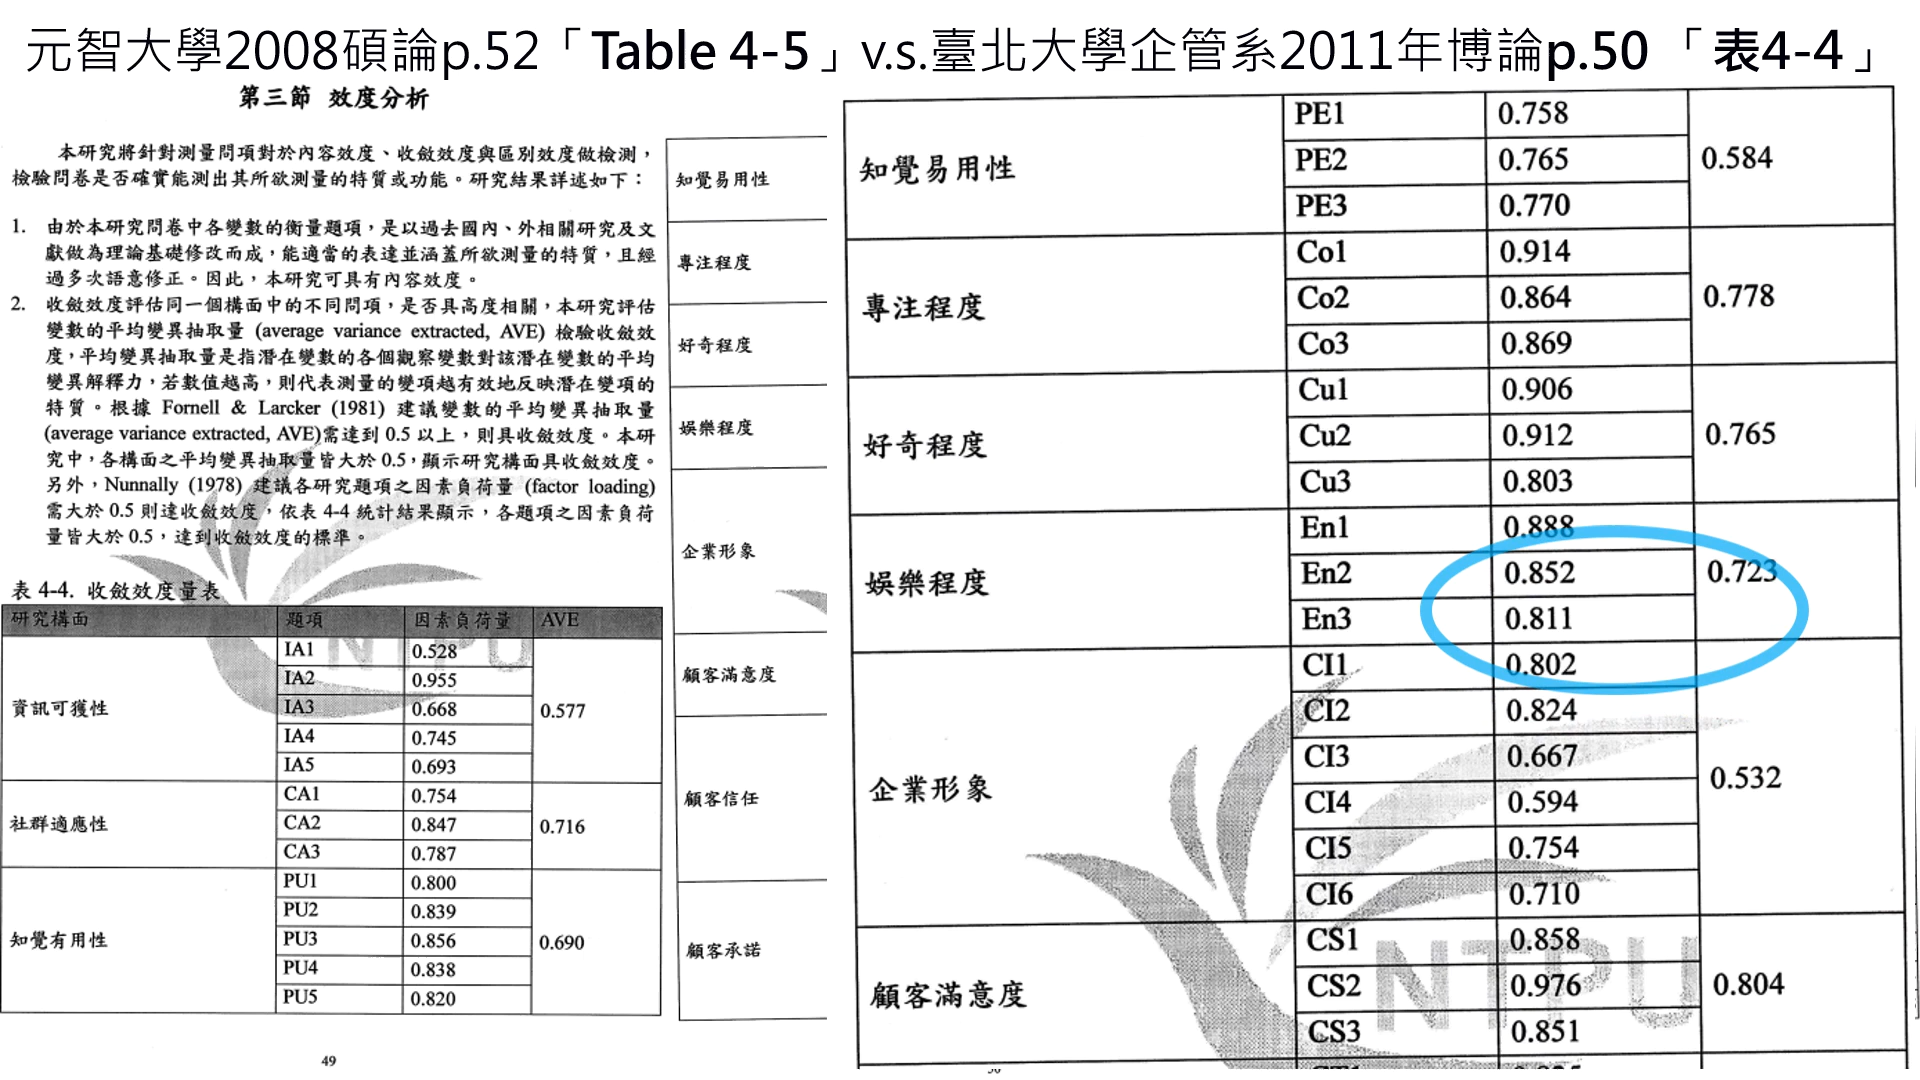 元智大學2008碩論p.52「Table 4-5」v.s.臺北大學企管系2011年博論p.50 「表4-4」
第三節 效度分析
本研究將針對測量問項對於內容效度、收斂效度與區別效度做檢測，
檢驗問卷是否確實能測出其所欲測量的特質或功能。研究結果詳述如下：
1. 由於本研究問卷中各變數的衡量題項，是以過去國內、外相關研究及文
獻做為理論基礎修改而成，能適當的表達並涵蓋所欲測量的特質，且經
過多次語意修正。因此，本研究可具有內容效度。
2. 收斂效度評估同一個構面中的不同問項，是否具高度相關，本研究評估
變數的平均變異抽取量 (average variance extracted, AVE) 檢驗收斂效
度，平均變異抽取量是指潛在變數的各個觀察變數對該潛在變數的平均
變異解釋力，若數值越高，則代表測量的變項越有效地反映潛在變項的
特質。根據 Fornell & Larcker (1981) 建議變數的平均變異抽取量
(average variance extracted, AVE)需達到 0.5 以上，則具收斂效度。本研
究中，各構面之平均變異抽取量皆大於 0.5，顯示研究構面具收斂效度。
另外，Nunnally (1978) 建議各研究題項之因素負荷量 (factor loading)
需大於 0.5 則達收斂效度，依表 4-4 統計結果顯示，各題項之因素負荷
量皆大於 0.5，達到收斂效度的標準。
表 4-4. 收斂效度量表
研究構面 題項 因素負荷量 AVE
資訊可獲性 IA1 0.528 0.577
IA2 0.955
IA3 0.668
IA4 0.745
IA5 0.693
社群適應性 CA1 0.754 0.716
CA2 0.847
CA3 0.787
知覺有用性 PU1 0.800 0.690
PU2 0.839
PU3 0.856
PU4 0.838
PU5 0.820
49
知覺易用性
專注程度
好奇程度
娛樂程度
企業形象
顧客滿意度
顧客信任
顧客承諾
知覺易用性 PE1 0.758 0.584
PE2 0.765
PE3 0.770
專注程度 Co1 0.914 0.778
Co2 0.864
Co3 0.869
好奇程度 Cu1 0.906 0.765
Cu2 0.912
Cu3 0.803
娛樂程度 En1 0.888 0.723
En2 0.852
En3 0.811
企業形象 CI1 0.802 0.532
CI2 0.824
CI3 0.667
CI4 0.594
CI5 0.754
CI6 0.710
顧客滿意度 CS1 0.858 0.804
CS2 0.976
CS3 0.851
NTPU
NTPU